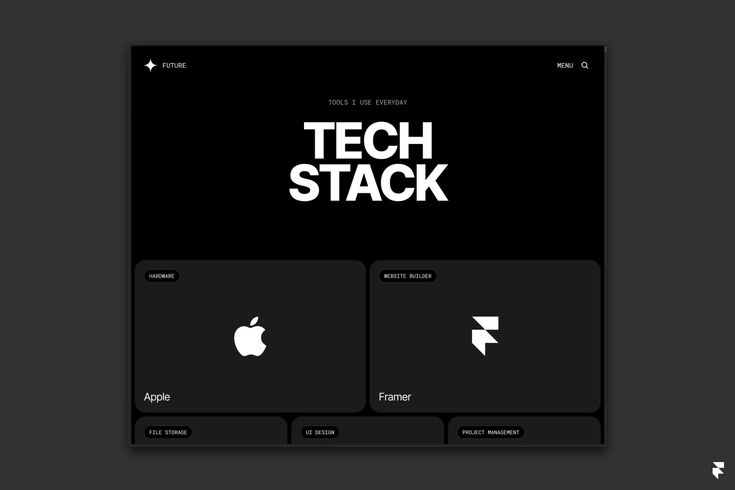 FUTURE
MENU
TOOLS I USE EVERYDAY
TECH
STACK
HARDWARE
WEBSITE BUILDER
Apple
Framer
FILE STORAGE
UI DESIGN
PROJECT MANAGEMENT